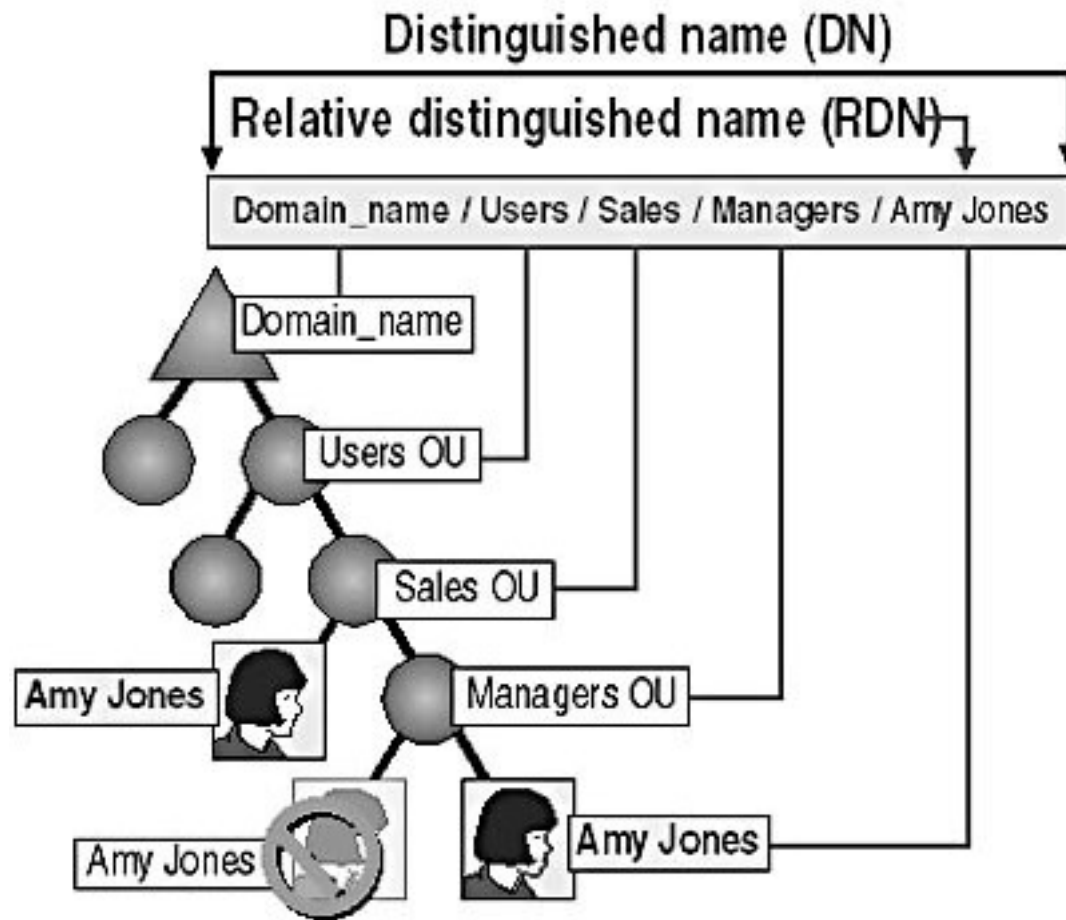 Distinguished name (DN)
Relative distinguished name (RDN)
Domain_name / Users / Sales / Managers / Amy Jones
Domain_name
Users OU
Sales OU
Amy Jones
Managers OU
Amy Jones
Amy Jones